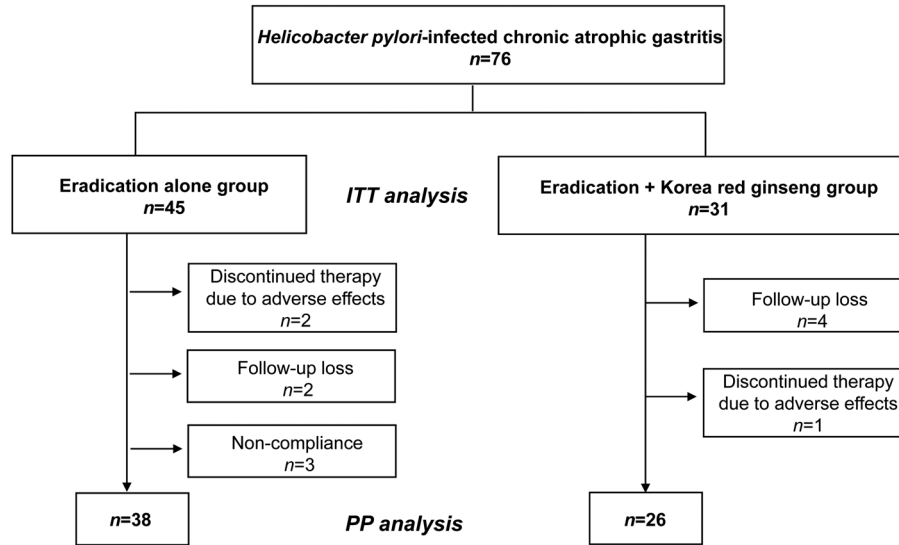 Helicobacter pylori-infected chronic atrophic gastritis
n=76
Eradication alone group
n=45
ITT analysis
Eradication + Korea red ginseng group
n=31
Discontinued therapy
due to adverse effects
n=2
Follow-up loss
n=2
Non-compliance
n=3
Follow-up loss
n=4
Discontinued therapy
due to adverse effects
n=1
n=38
PP analysis
n=26